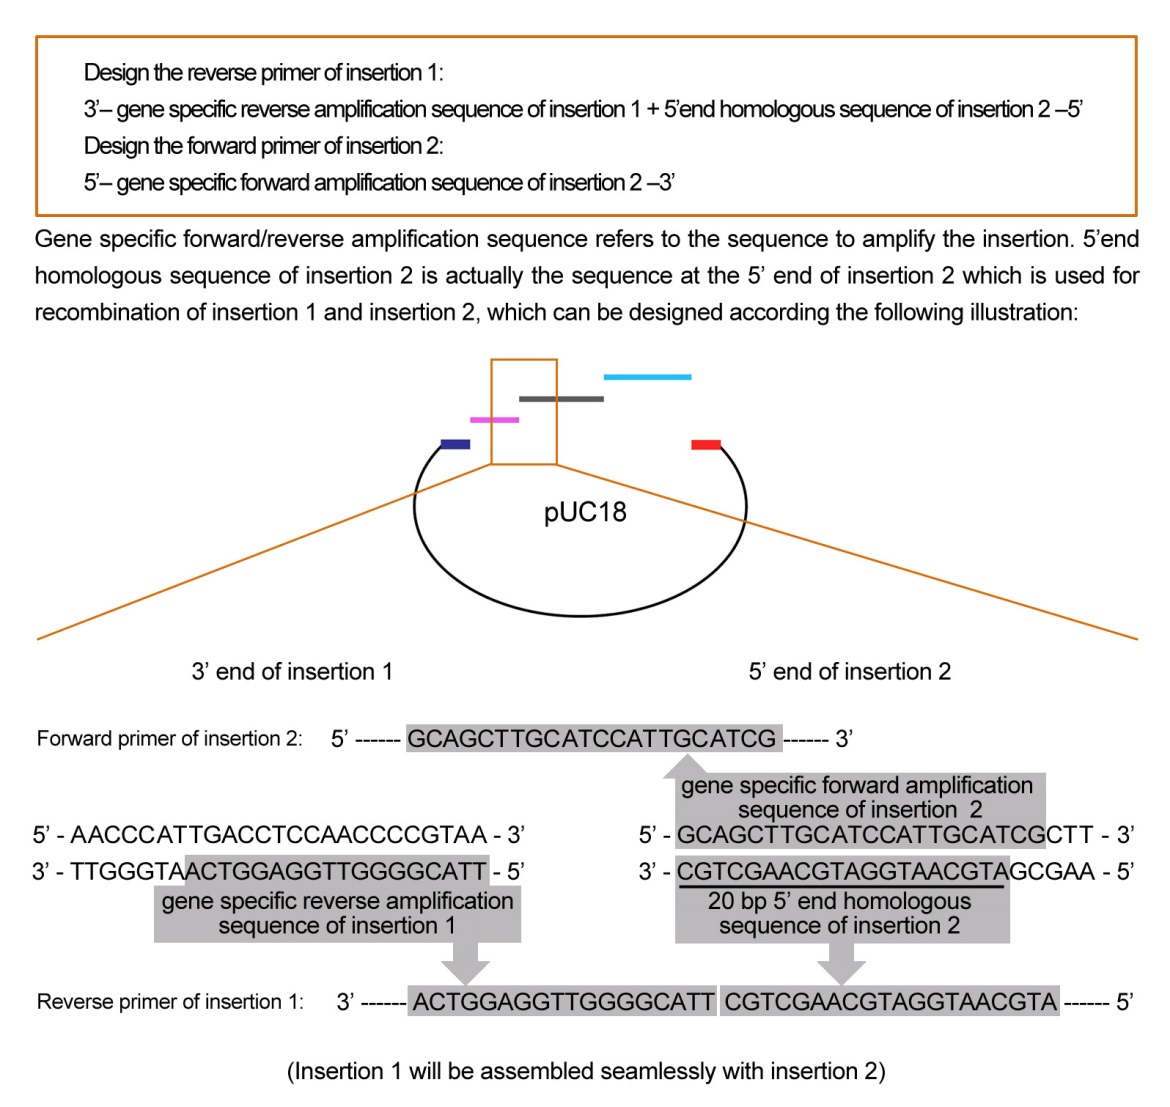 Design the reverse primer of insertion 1:
3’– gene specific reverse amplification sequence of insertion 1 + 5’end homologous sequence of insertion 2 –5’
Design the forward primer of insertion 2:
5’– gene specific forward amplification sequence of insertion 2 –3’
Gene specific forward/reverse amplification sequence refers to the sequence to amplify the insertion. 5’end
homologous sequence of insertion 2 is actually the sequence at the 5’ end of insertion 2 which is used for
recombination of insertion 1 and insertion 2, which can be designed according the following illustration:
pUC18
3’ end of insertion 1
5’ end of insertion 2
Forward primer of insertion 2: 5’ ------ GCAGCTTGCATCCATTGCATCG ------ 3’
gene specific forward amplification
sequence of insertion 2
5’ - AACCCATTGACCTCCAACCCCGTAA - 3’
5’ - GCAGCTTGCATCCATTGCATCGCTT - 3’
3’ - TTGGGTAACTGGAGGTTGGGGCATT - 5’
3’ - CGTCGAACGTAGGTAACGTAGCGAA - 5’
gene specific reverse amplification
sequence of insertion 1
20 bp 5’ end homologous
sequence of insertion 2
Reverse primer of insertion 1: 3’ ------ ACTGGAGGTTGGGGCATT CGTCGAACGTAGGTAACGTA ------ 5’
(Insertion 1 will be assembled seamlessly with insertion 2)